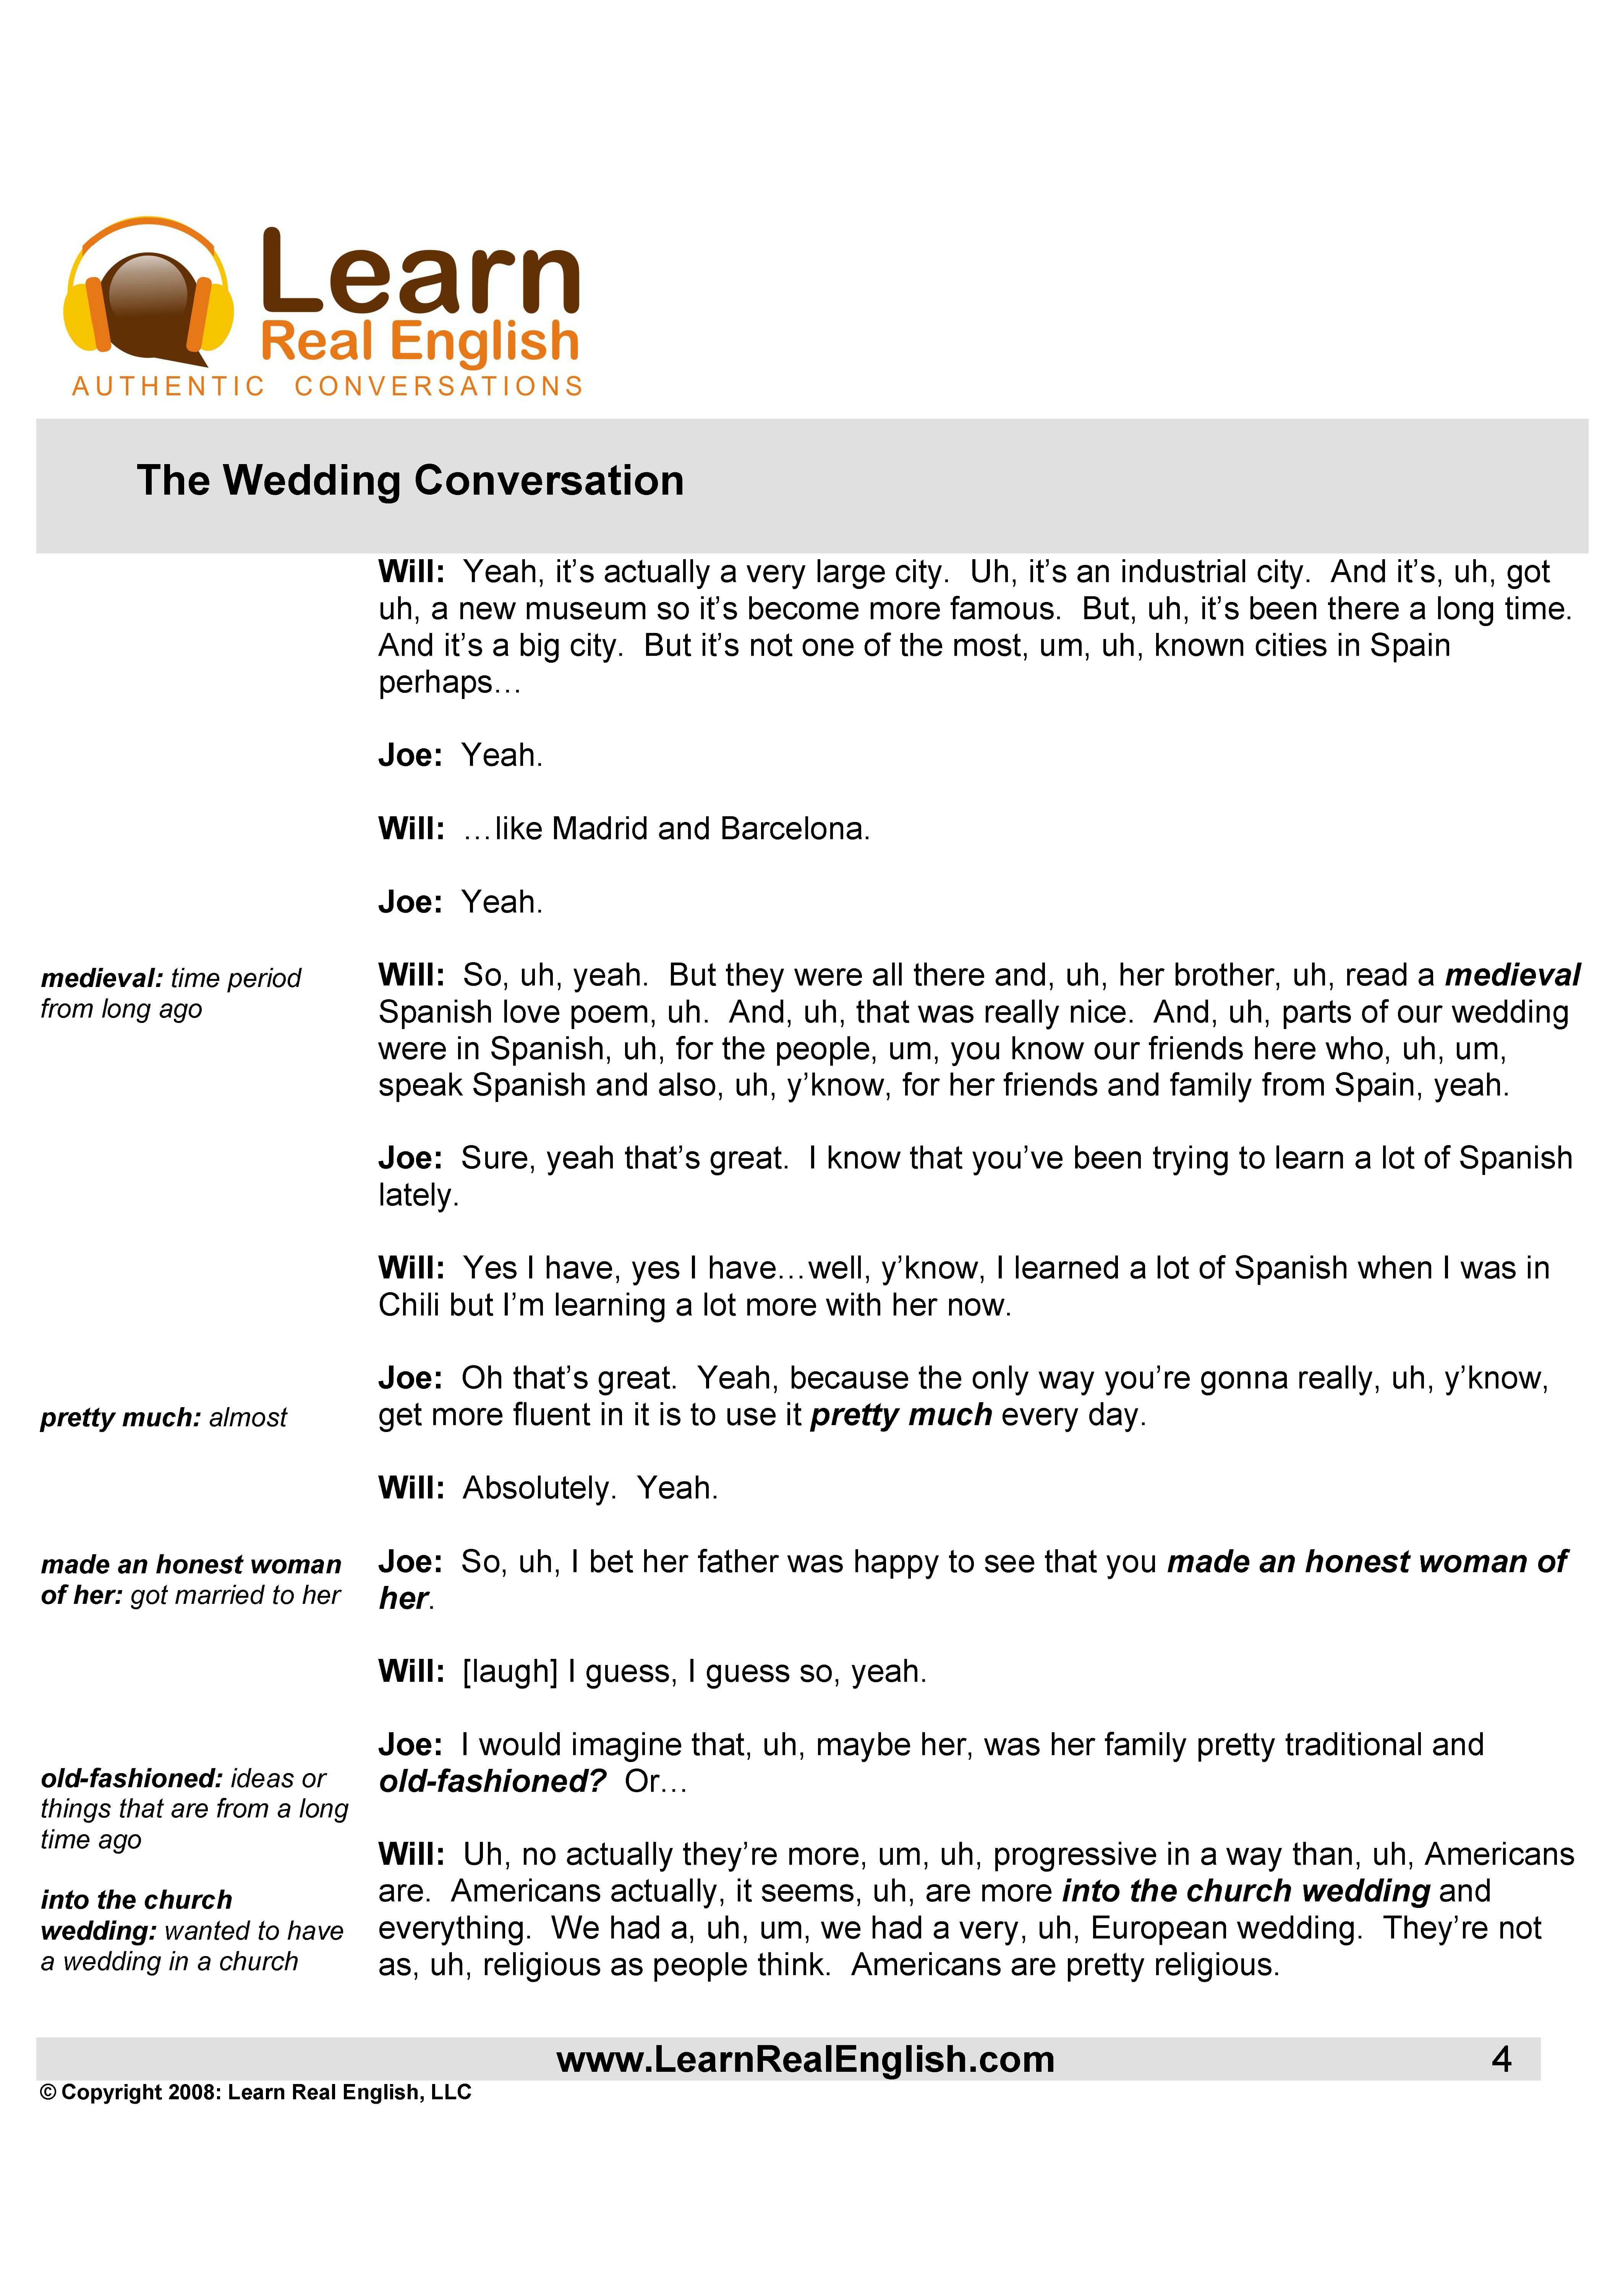 Learn
Real English
AUTHENTIC CONVERSATIONS
The Wedding Conversation
Will: Yeah, it’s actually a very large city. Uh, it’s an industrial city. And it’s, uh, got
uh, a new museum so it’s become more famous. But, uh, it’s been there a long time.
And it’s a big city. But it’s not one of the most, um, uh, known cities in Spain
perhaps…
Joe: Yeah.
Will: …like Madrid and Barcelona.
Joe: Yeah.
medieval: time period
from long ago
Will: So, uh, yeah. But they were all there and, uh, her brother, uh, read a medieval
Spanish love poem, uh. And, uh, that was really nice. And, uh, parts of our wedding
were in Spanish, uh, for the people, um, you know our friends here who, uh, um,
speak Spanish and also, uh, y’know, for her friends and family from Spain, yeah.
Joe: Sure, yeah that’s great. I know that you’ve been trying to learn a lot of Spanish
lately.
Will: Yes I have, yes I have…well, y’know, I learned a lot of Spanish when I was in
Chili but I’m learning a lot more with her now.
Joe: Oh that’s great. Yeah, because the only way you’re gonna really, uh, y’know,
pretty much: almost
get more fluent in it is to use it pretty much every day.
Will: Absolutely. Yeah.
made an honest woman
of her: got married to her
Joe: So, uh, I bet her father was happy to see that you made an honest woman of
her.
Will: [laugh] I guess, I guess so, yeah.
Joe: I would imagine that, uh, maybe her, was her family pretty traditional and
old-fashioned? Or…
old-fashioned: ideas or
things that are from a long
time ago
Will: Uh, no actually they’re more, um, uh, progressive in a way than, uh, Americans
are. Americans actually, it seems, uh, are more into the church wedding and
everything. We had a, uh, um, we had a very, uh, European wedding. They’re not
as, uh, religious as people think. Americans are pretty religious.
into the church
wedding: wanted to have
a wedding in a church
www.LearnRealEnglish.com 4
© Copyright 2008: Learn Real English, LLC